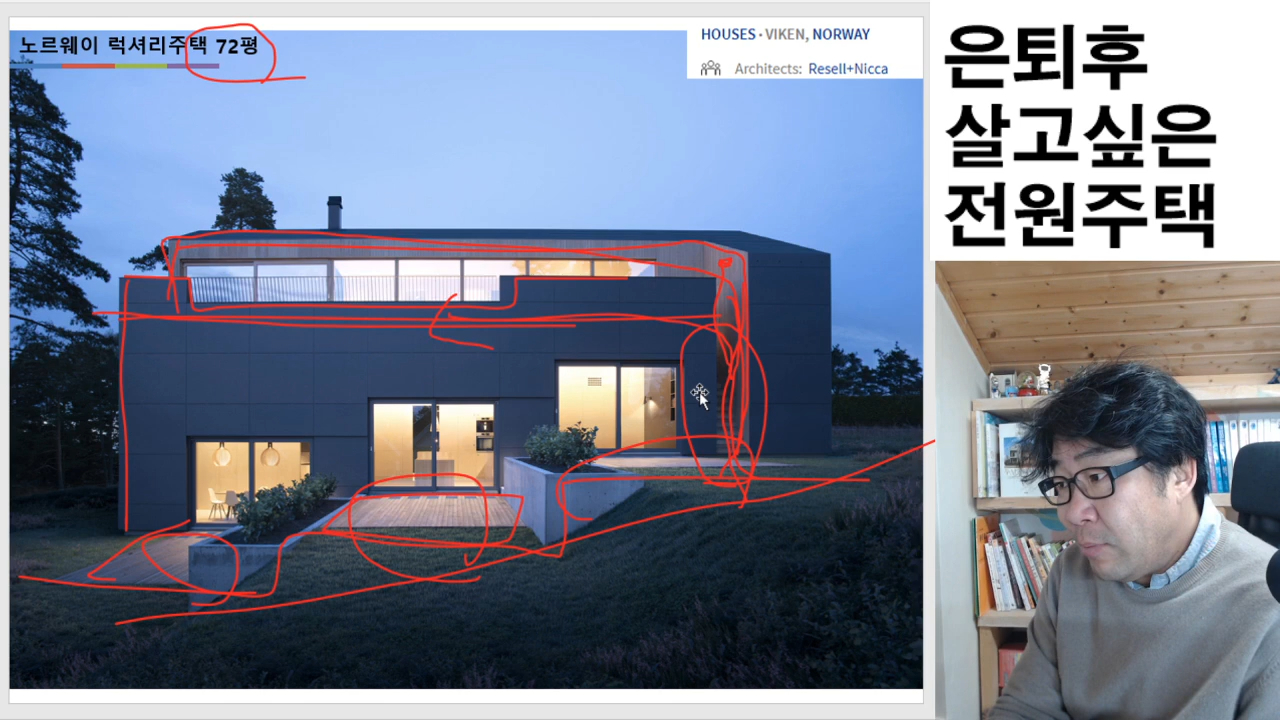 노르웨이 럭셔리주택 72평
HOUSES · VIKEN, NORWAY
Architects: Resell+Nicca
은퇴후
살고싶은
전원주택